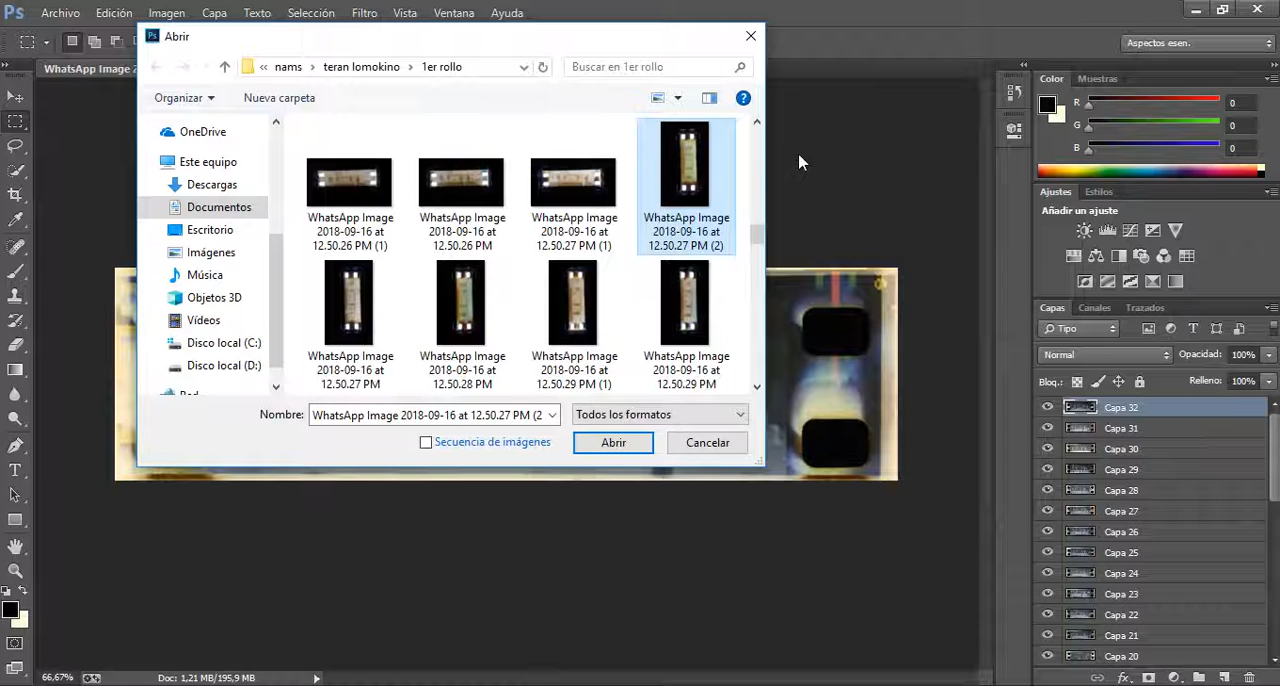 Ps Archivo Edición Imagen Capa Texto Selección Filtro Vista Ventana Ayuda
Aspectos esen.
WhatsApp Image 2
Ps Abrir
« nams › teran lomokino › 1er rollo
Buscar en 1er rollo
Organizar Nueva carpeta
OneDrive
Este equipo
Descargas
Documentos
Escritorio
Imágenes
Música
Objetos 3D
Vídeos
Disco local (C:)
Disco local (D:)
Red
WhatsApp Image 2018-09-16 at 12.50.26 PM (1)
WhatsApp Image 2018-09-16 at 12.50.26 PM
WhatsApp Image 2018-09-16 at 12.50.27 PM (1)
WhatsApp Image 2018-09-16 at 12.50.27 PM (2)
WhatsApp Image 2018-09-16 at 12.50.27 PM
WhatsApp Image 2018-09-16 at 12.50.28 PM
WhatsApp Image 2018-09-16 at 12.50.29 PM (1)
WhatsApp Image 2018-09-16 at 12.50.29 PM
Nombre: WhatsApp Image 2018-09-16 at 12.50.27 PM (2
Todos los formatos
Secuencia de imágenes
Abrir
Cancelar
Color Muestras
R 0
G 0
B 0
Ajustes Estilos
Añadir un ajuste
Capas Canales Trazados
Tipo
Normal Opacidad: 100%
Bloq.: Relleno: 100%
Capa 32
Capa 31
Capa 30
Capa 29
Capa 28
Capa 27
Capa 26
Capa 25
Capa 24
Capa 23
Capa 22
Capa 21
Capa 20
66,67% Doc: 1,21 MB/195,9 MB